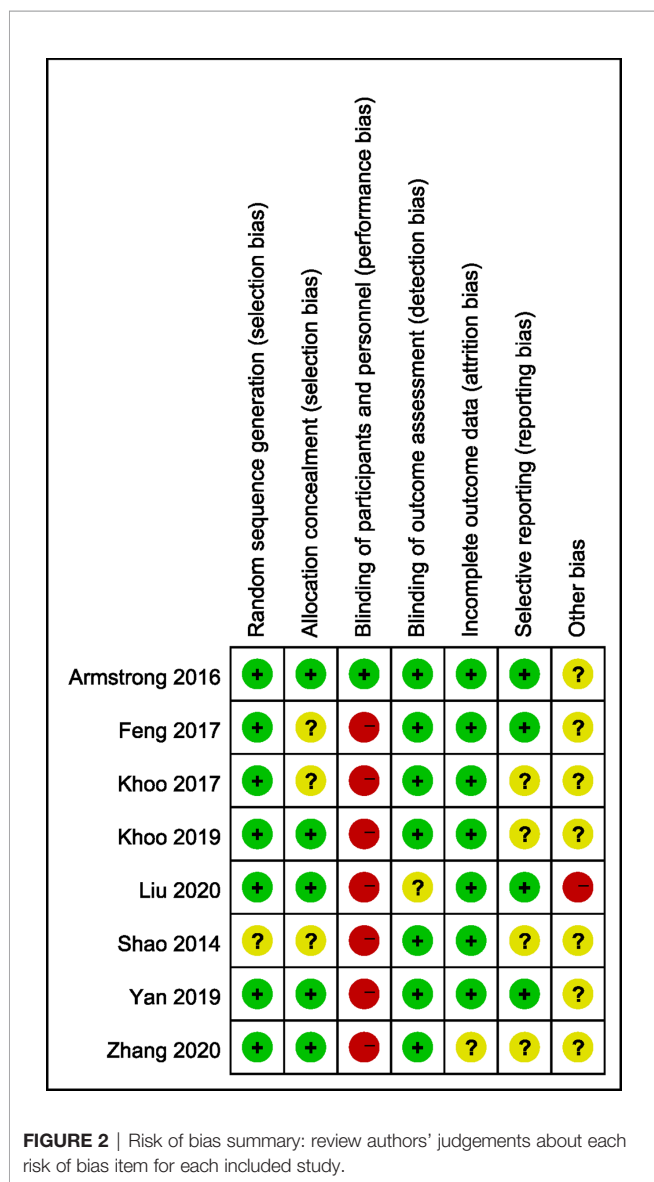 Random sequence generation (selection bias)
Allocation concealment (selection bias)
Blinding of participants and personnel (performance bias)
Blinding of outcome assessment (detection bias)
Incomplete outcome data (attrition bias)
Selective reporting (reporting bias)
Other bias
Armstrong 2016 + + + + + + ?
Feng 2017 + ? − + + + ?
Khoo 2017 + ? − + + ? ?
Khoo 2019 + + − + + ? ?
Liu 2020 + + − ? + + −
Shao 2014 ? ? − + + ? ?
Yan 2019 + + − + + + ?
Zhang 2020 + + − + ? ? ?
FIGURE 2 | Risk of bias summary: review authors’ judgements about each
risk of bias item for each included study.